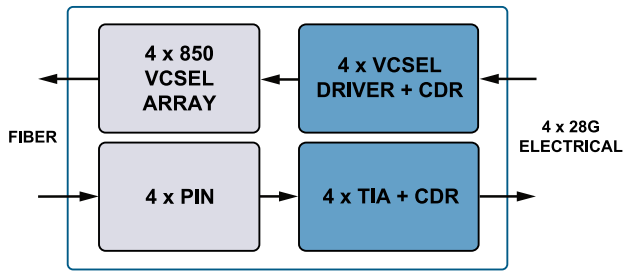 4 x 850
VCSEL
ARRAY
4 x VCSEL
DRIVER + CDR
FIBER
4 x 28G
ELECTRICAL
4 x PIN
4 x TIA + CDR